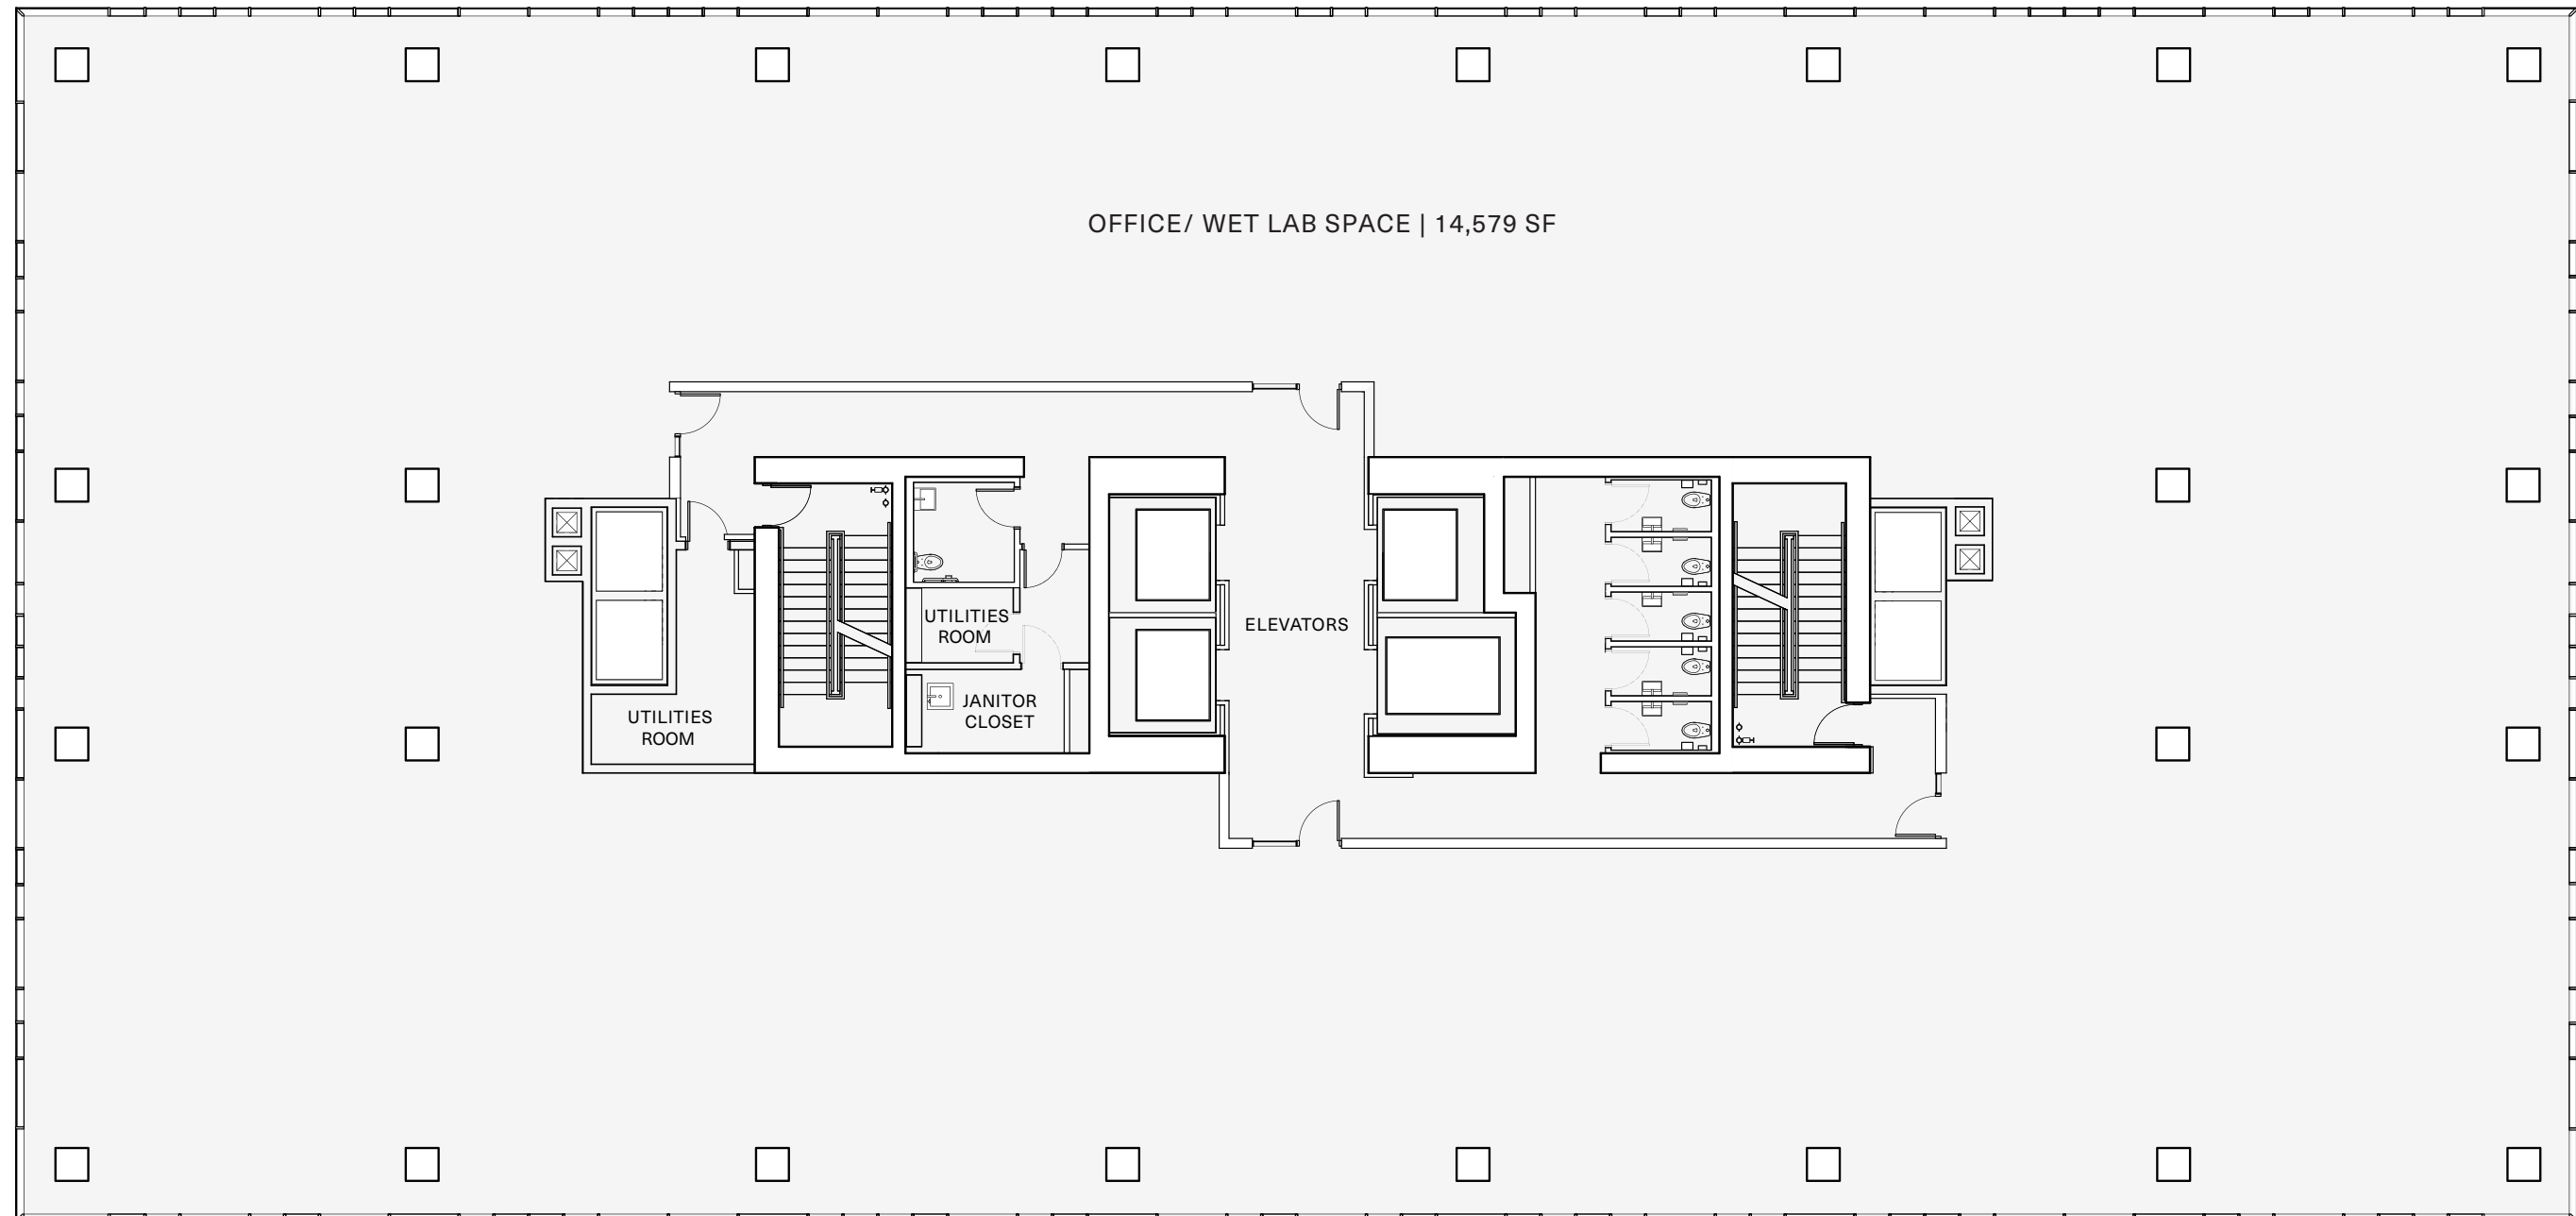 OFFICE/ WET LAB SPACE | 14,579 SF
UTILITIES
ROOM
ELEVATORS
JANITOR
CLOSET
UTILITIES
ROOM